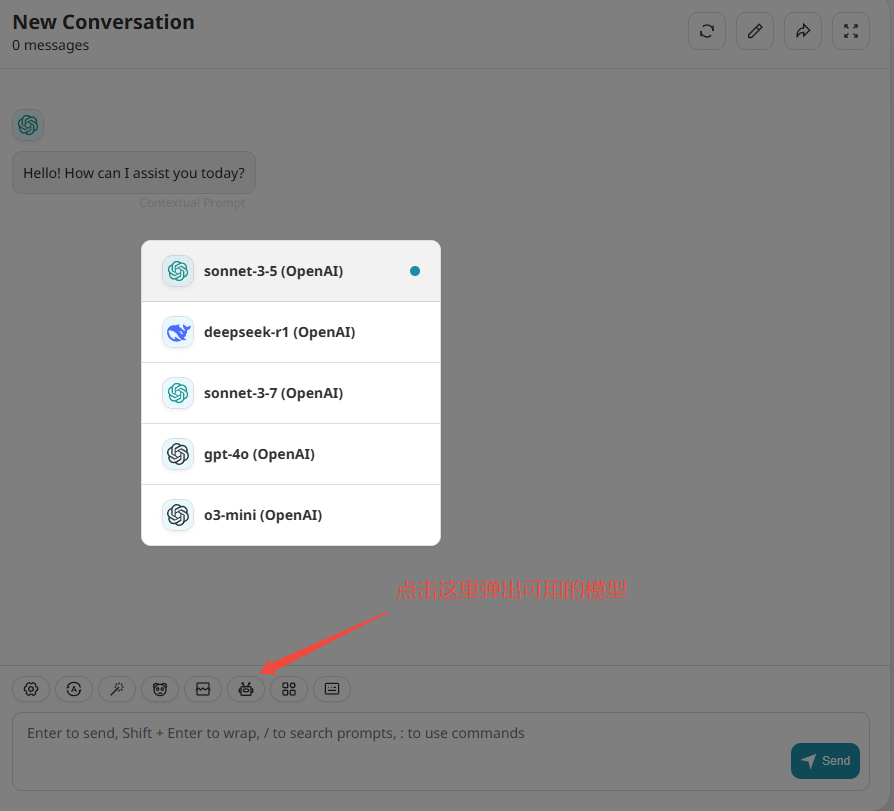 New Conversation
0 messages
Hello! How can I assist you today?
Contextual Prompt
sonnet-3-5 (OpenAI)
deepseek-r1 (OpenAI)
sonnet-3-7 (OpenAI)
gpt-4o (OpenAI)
o3-mini (OpenAI)
点击这里弹出可用的模型
Enter to send, Shift + Enter to wrap, / to search prompts, : to use commands
Send